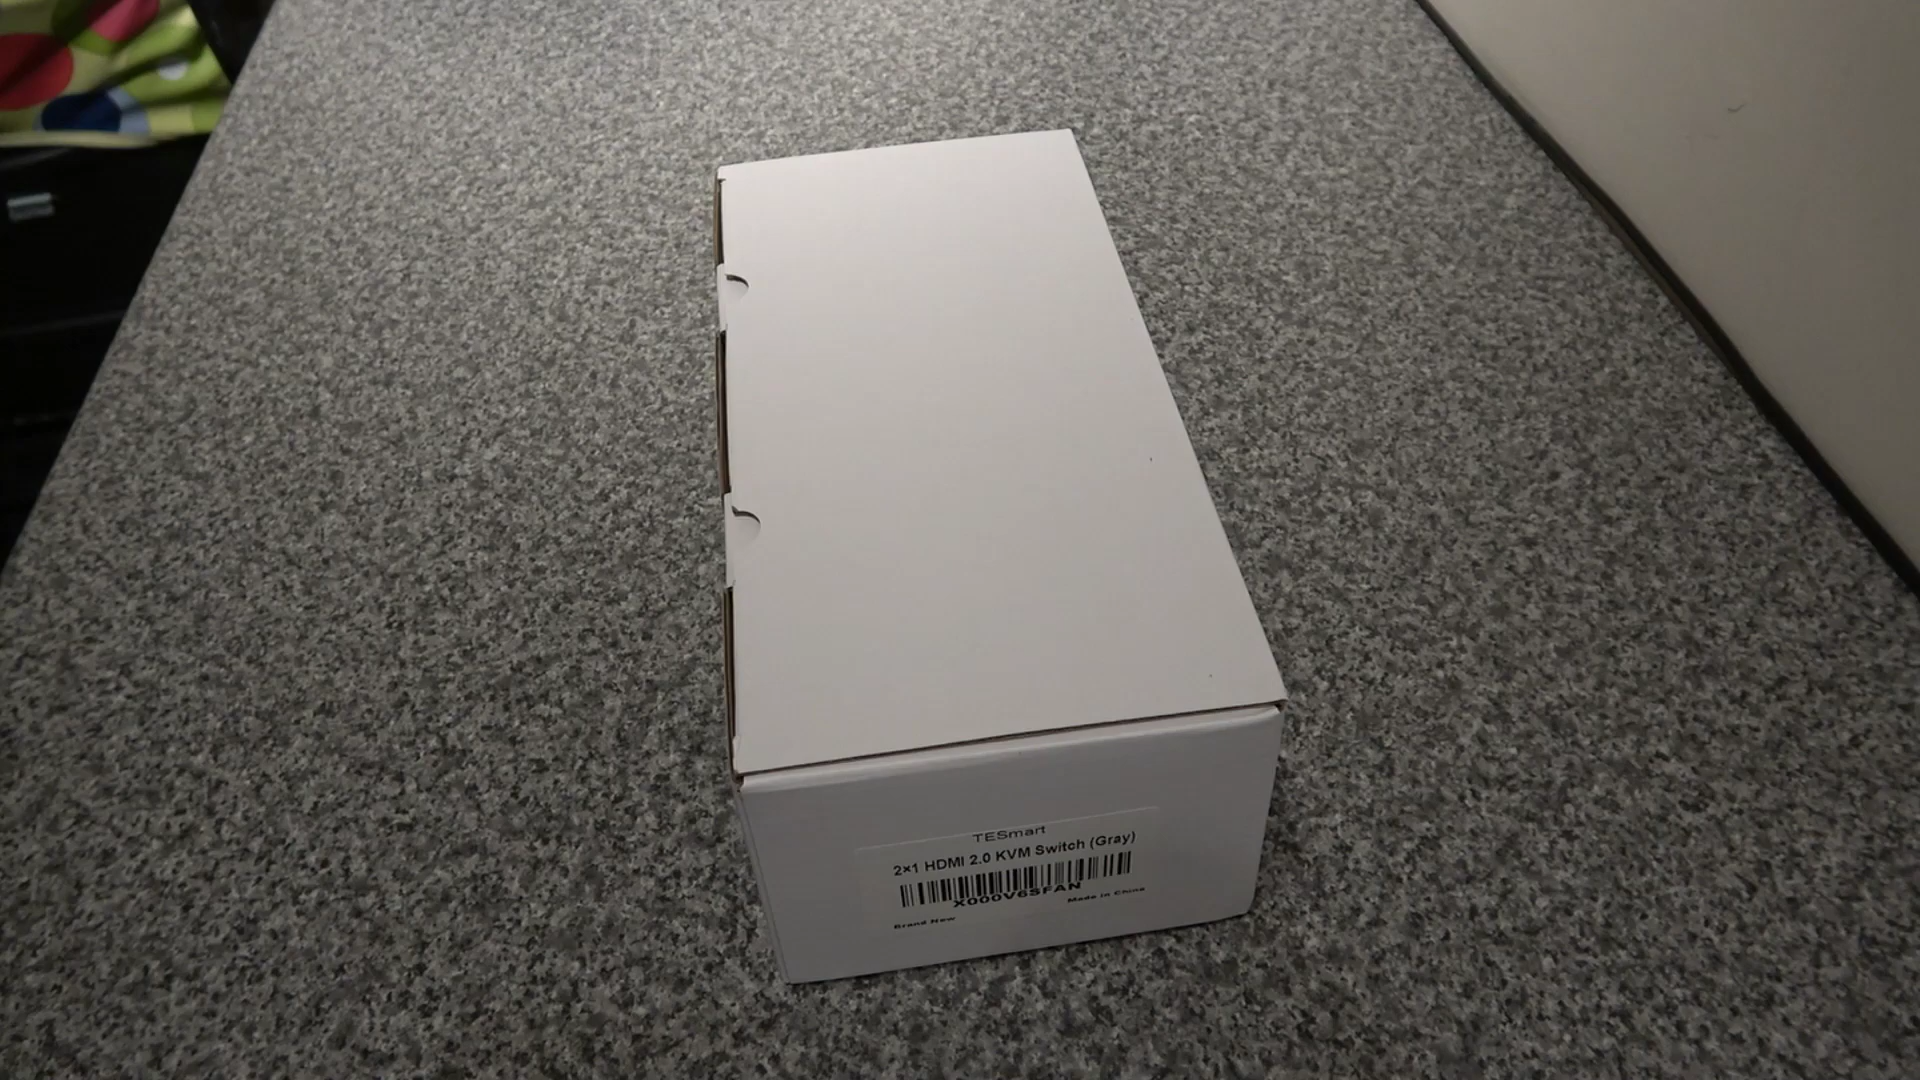 TESmart
2×1 HDMI 2.0 KVM Switch (Gray)
X000V6SFAN
Made in China
Brand New